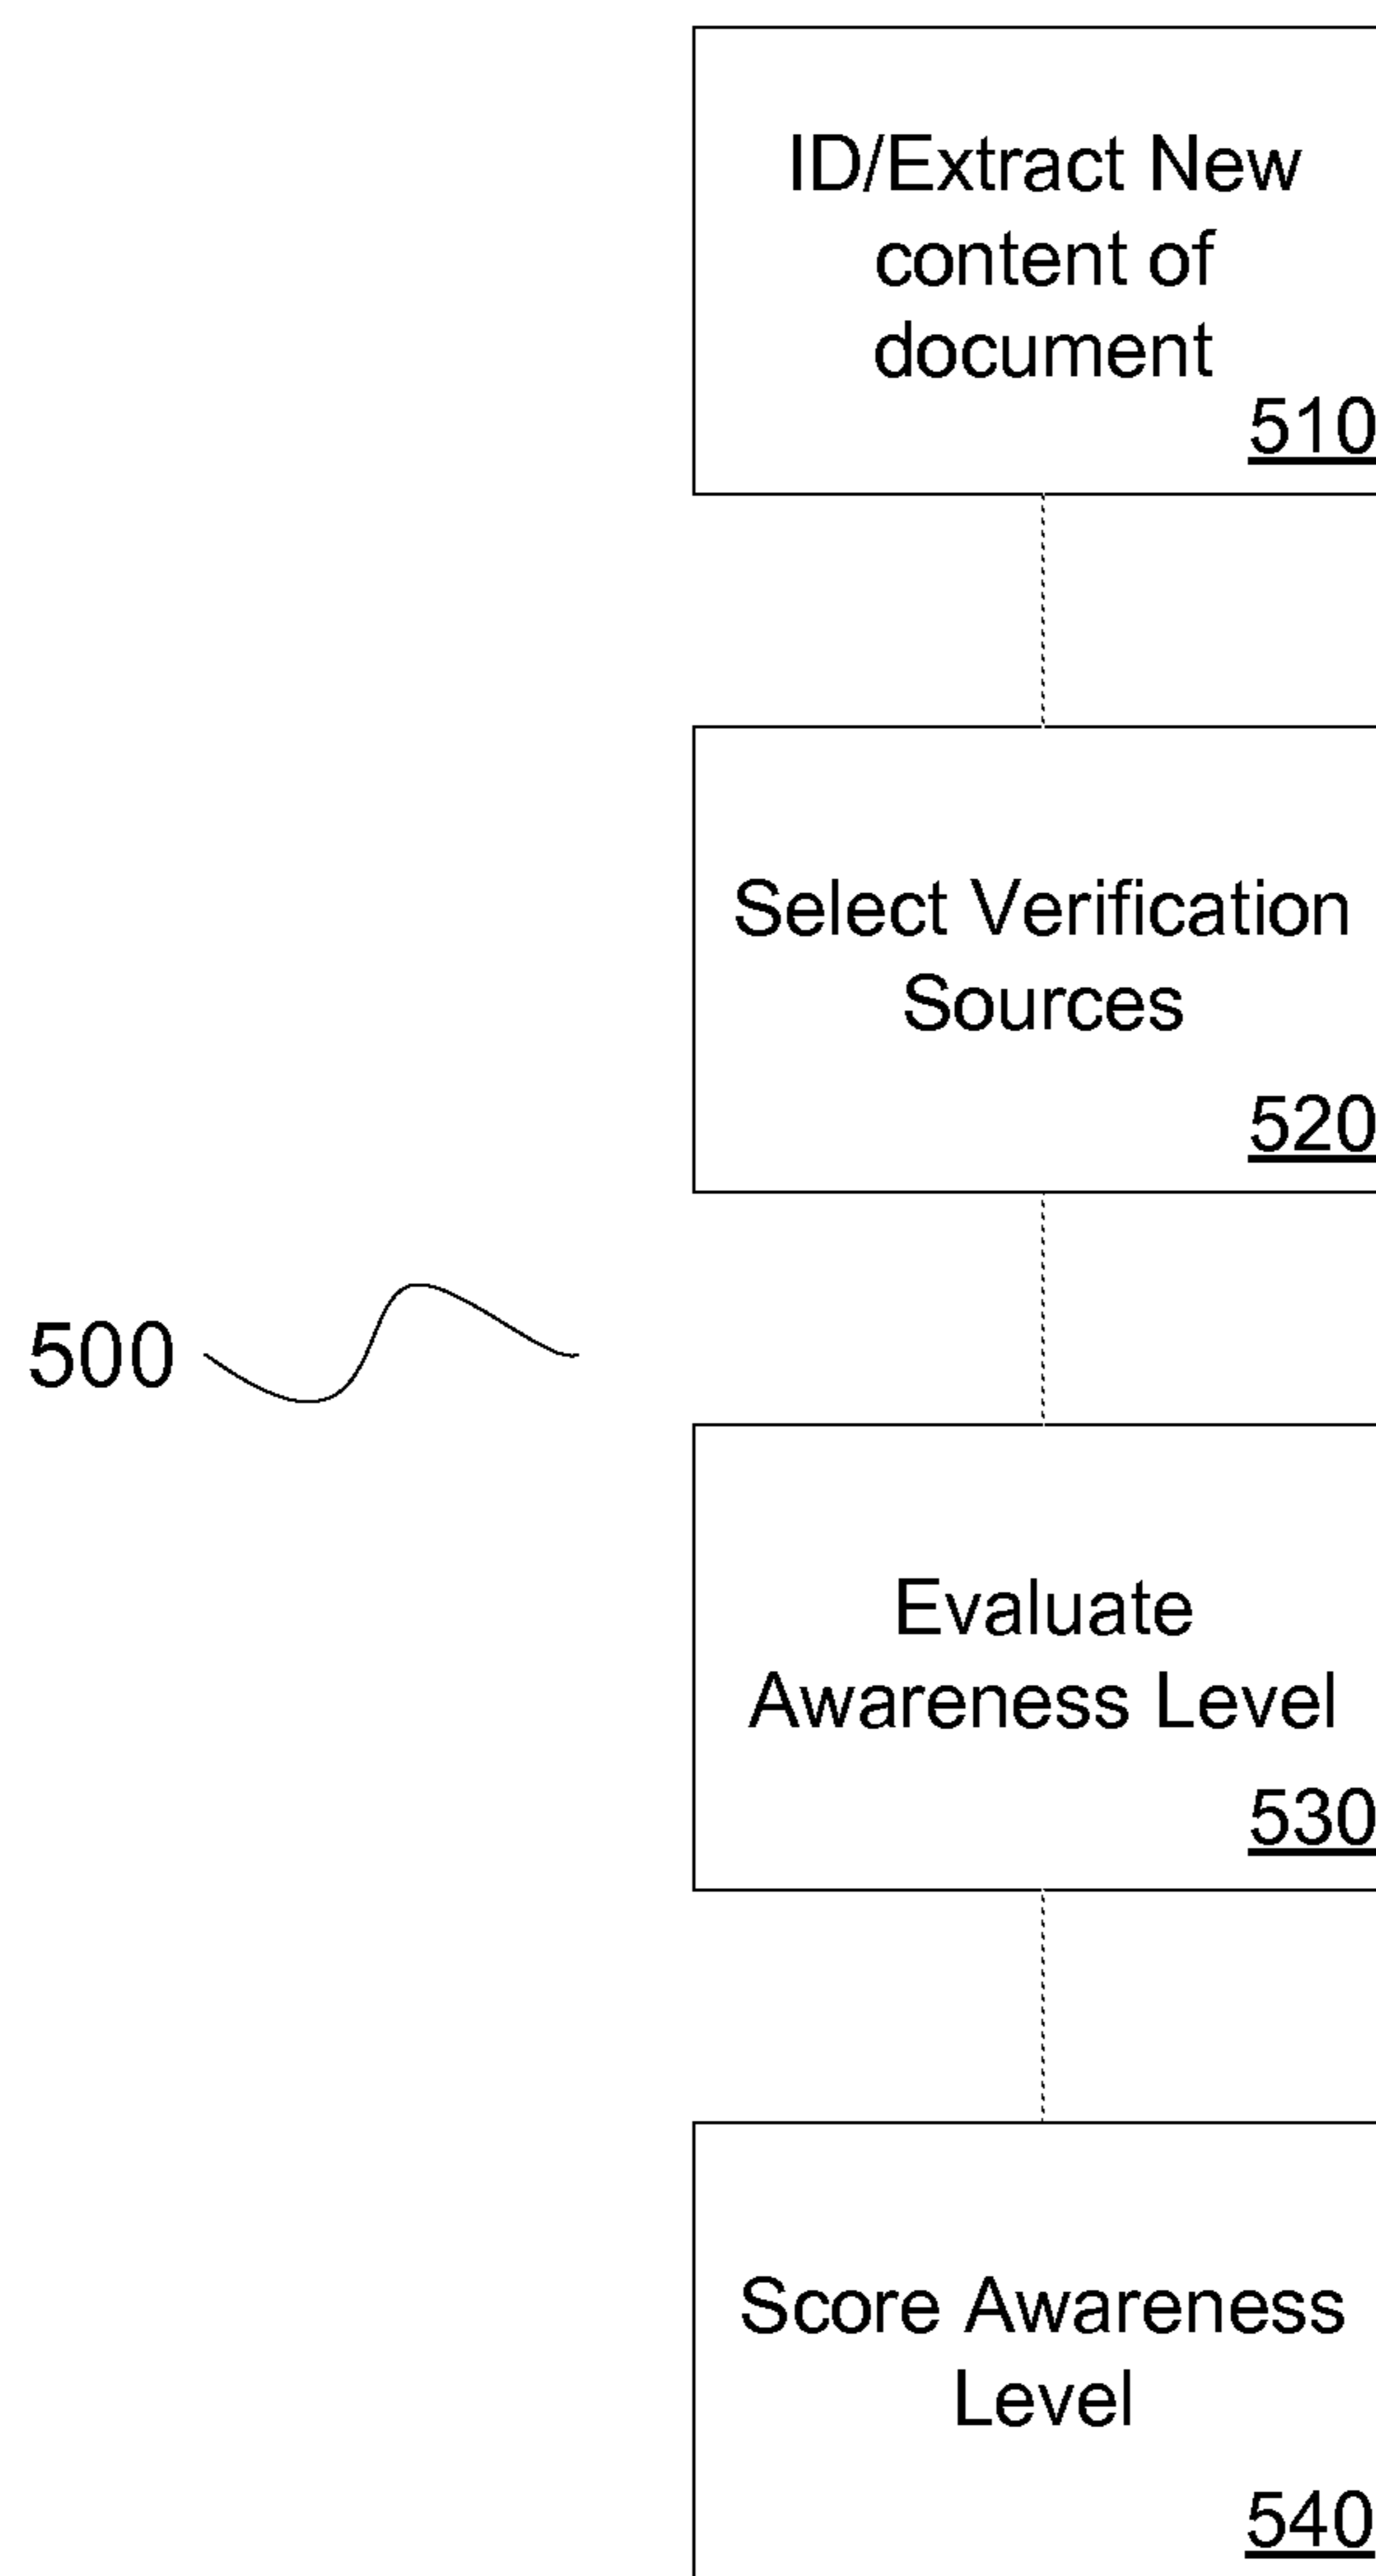 ID/Extract New
content of
document
510
Select Verification
Sources
520
500
Evaluate
Awareness Level
530
Score Awareness
Level
540